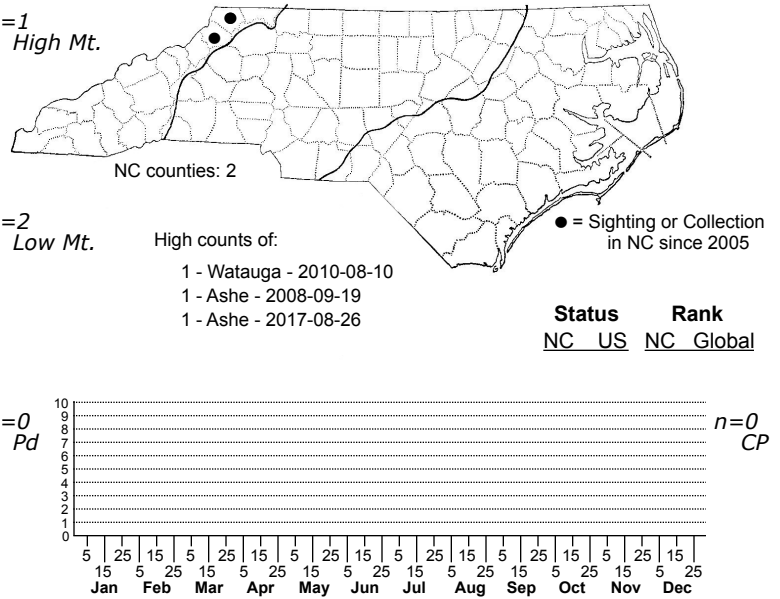 =1
High Mt.
NC counties: 2
=2
Low Mt.
High counts of:
1 - Watauga - 2010-08-10
1 - Ashe - 2008-09-19
1 - Ashe - 2017-08-26
● = Sighting or Collection
in NC since 2005
Status Rank
NC US NC Global
=0
Pd
n=0
CP
10
9
8
7
6
5
4
3
2
1
0
5 25 15 5 25 15 5 25 15 5 25 15 5 25 15 5 25 15
15 5 25 15 5 25 15 5 25 15 5 25 15 5 25 15 5 25
Jan Feb Mar Apr May Jun Jul Aug Sep Oct Nov Dec